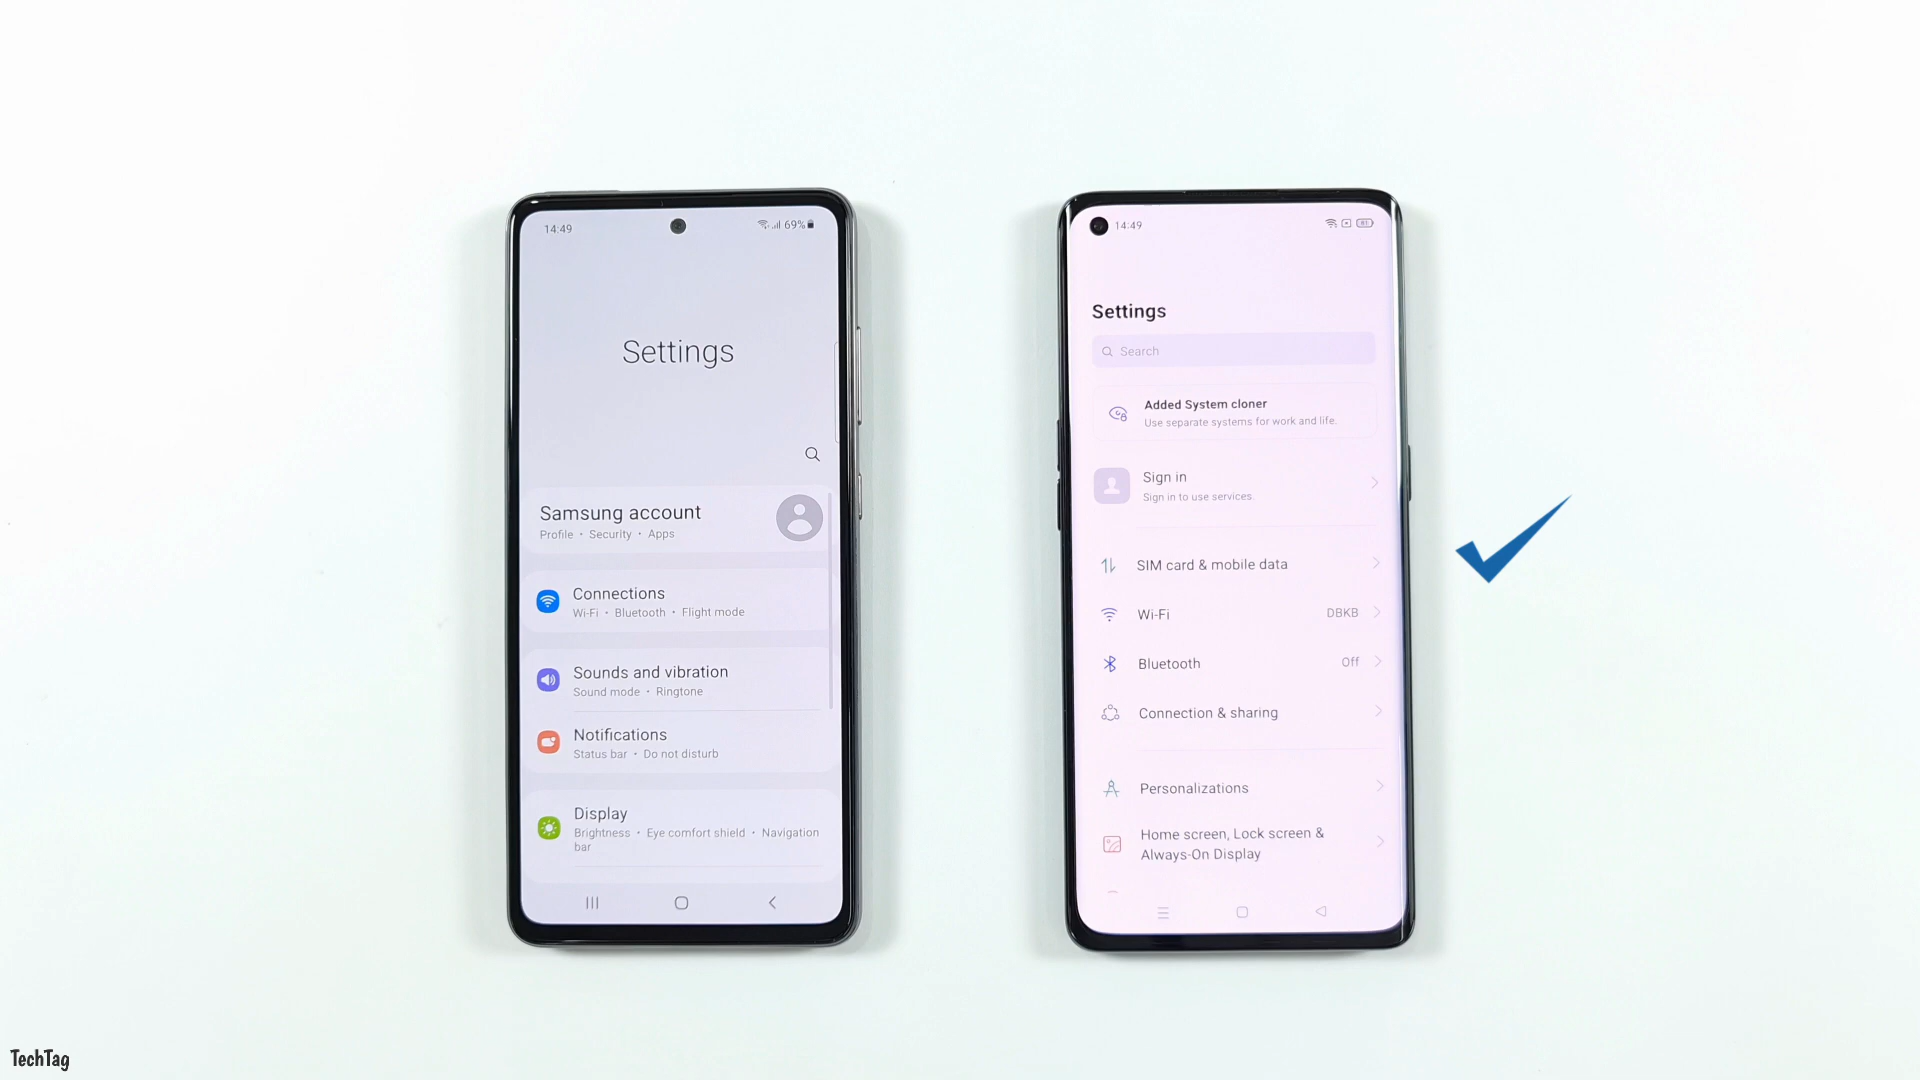 14:49
69%
Settings
Samsung account
Profile • Security • Apps
Connections
Wi-Fi • Bluetooth • Flight mode
Sounds and vibration
Sound mode • Ringtone
Notifications
Status bar • Do not disturb
Display
Brightness • Eye comfort shield • Navigation
bar
14:49
Settings
Search
Added System cloner
Use separate systems for work and life.
Sign in
Sign in to use services.
SIM card & mobile data
Wi-Fi DBKB
Bluetooth Off
Connection & sharing
Personalizations
Home screen, Lock screen &
Always-On Display
TechTag